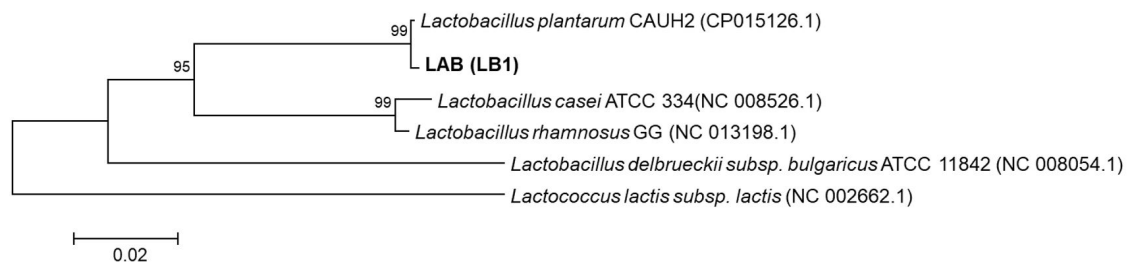 Lactobacillus plantarum CAUH2 (CP015126.1)
99
LAB (LB1)
95
99
Lactobacillus casei ATCC 334(NC 008526.1)
Lactobacillus rhamnosus GG (NC 013198.1)
Lactobacillus delbrueckii subsp. bulgaricus ATCC 11842 (NC 008054.1)
Lactococcus lactis subsp. lactis (NC 002662.1)
0.02